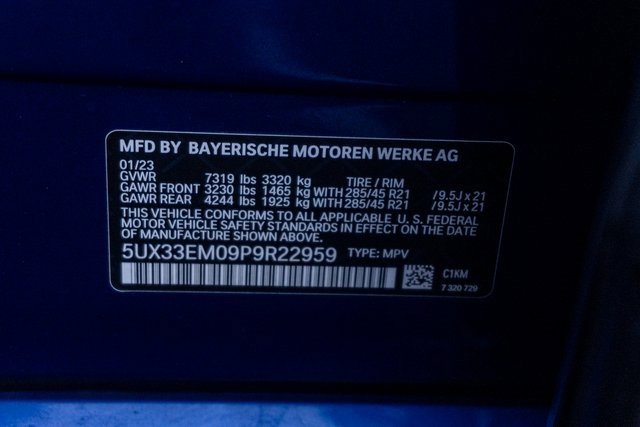 MFD BY BAYERISCHE MOTOREN WERKE AG
01/23
GVWR 7319 lbs 3320 kg TIRE / RIM
GAWR FRONT 3230 lbs 1465 kg WITH 285/45 R21 /9.5J x 21
GAWR REAR 4244 lbs 1925 kg WITH 285/45 R21 /9.5J x 21
THIS VEHICLE CONFORMS TO ALL APPLICABLE U. S. FEDERAL
MOTOR VEHICLE SAFETY STANDARDS IN EFFECT ON THE DATE
OF MANUFACTURE SHOWN ABOVE.
5UX33EM09P9R22959 TYPE: MPV
C1KM
7 320 729